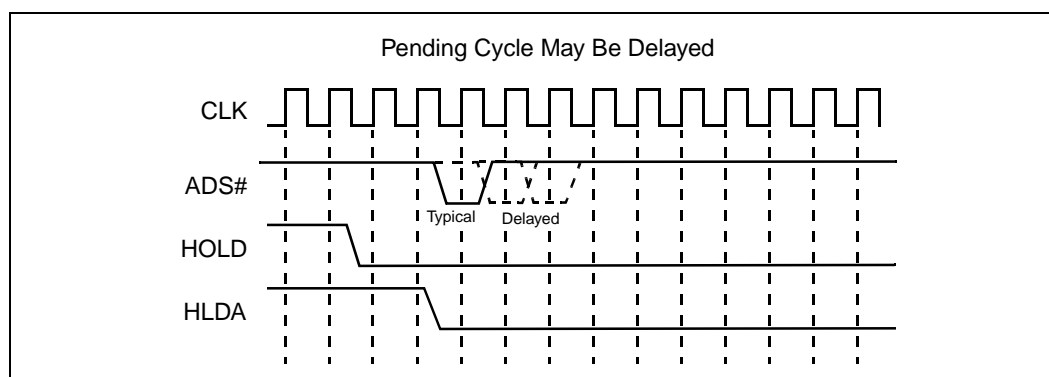 Pending Cycle May Be Delayed
CLK
ADS#
Typical
Delayed
HOLD
HLDA